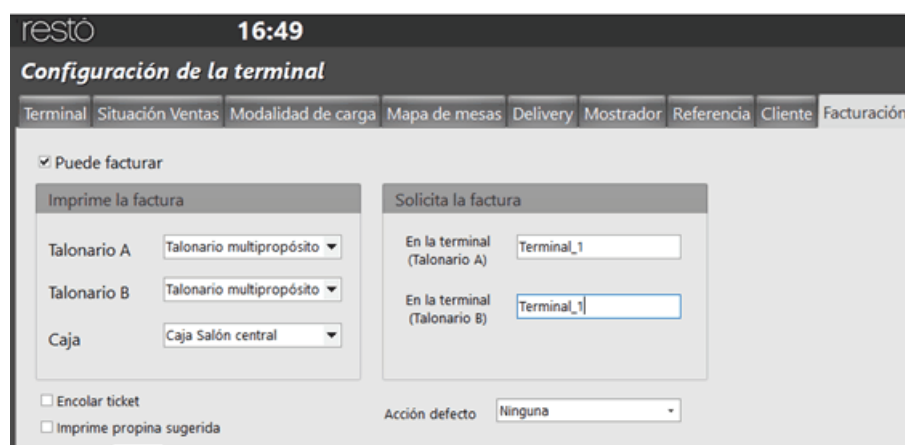 restó 16:49
Configuración de la terminal
Terminal Situación Ventas Modalidad de carga Mapa de mesas Delivery Mostrador Referencia Cliente Facturación
Puede facturar
Imprime la factura
Talonario A Talonario multipropósito
Talonario B Talonario multipropósito
Caja Caja Salón central
Solicita la factura
En la terminal
(Talonario A)
Terminal_1
En la terminal
(Talonario B)
Terminal_1
Encolar ticket
Imprime propina sugerida
Acción defecto Ninguna